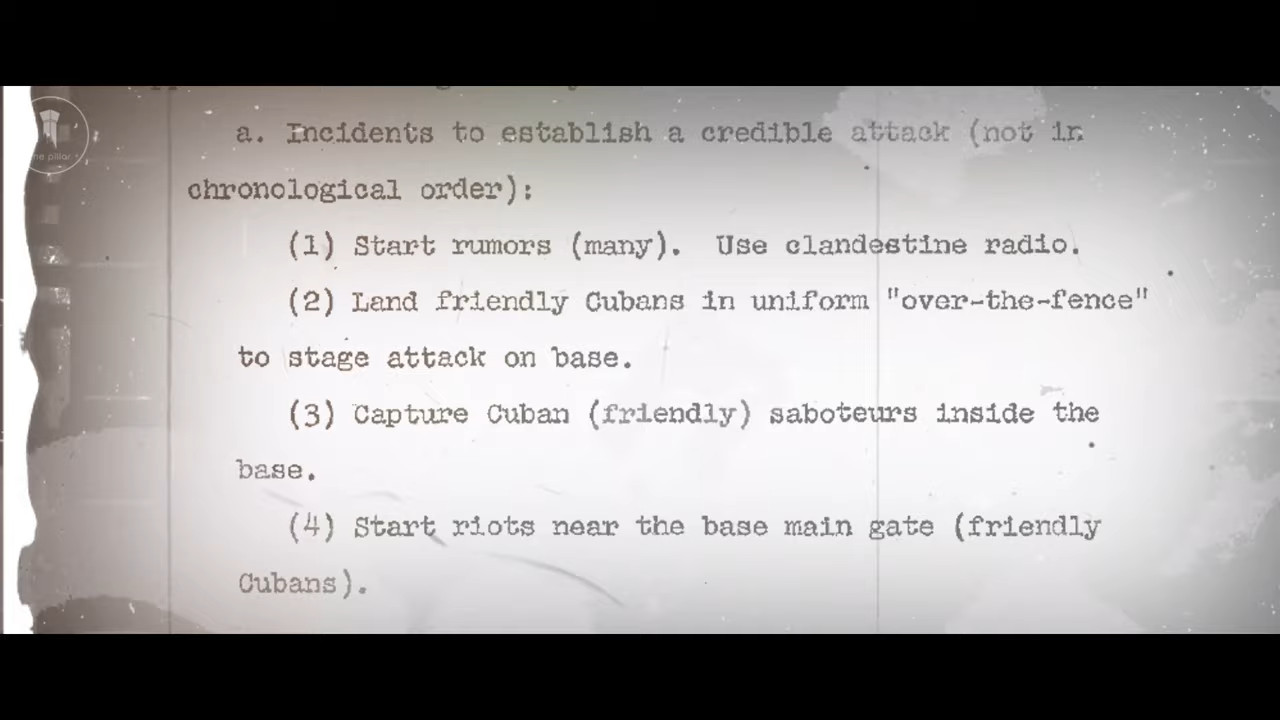 a. Incidents to establish a credible attack (not in
chronological order):
(1) Start rumors (many). Use clandestine radio.
(2) Land friendly Cubans in uniform "over-the-fence"
to stage attack on base.
(3) Capture Cuban (friendly) saboteurs inside the
base.
(4) Start riots near the base main gate (friendly
Cubans).
pillar